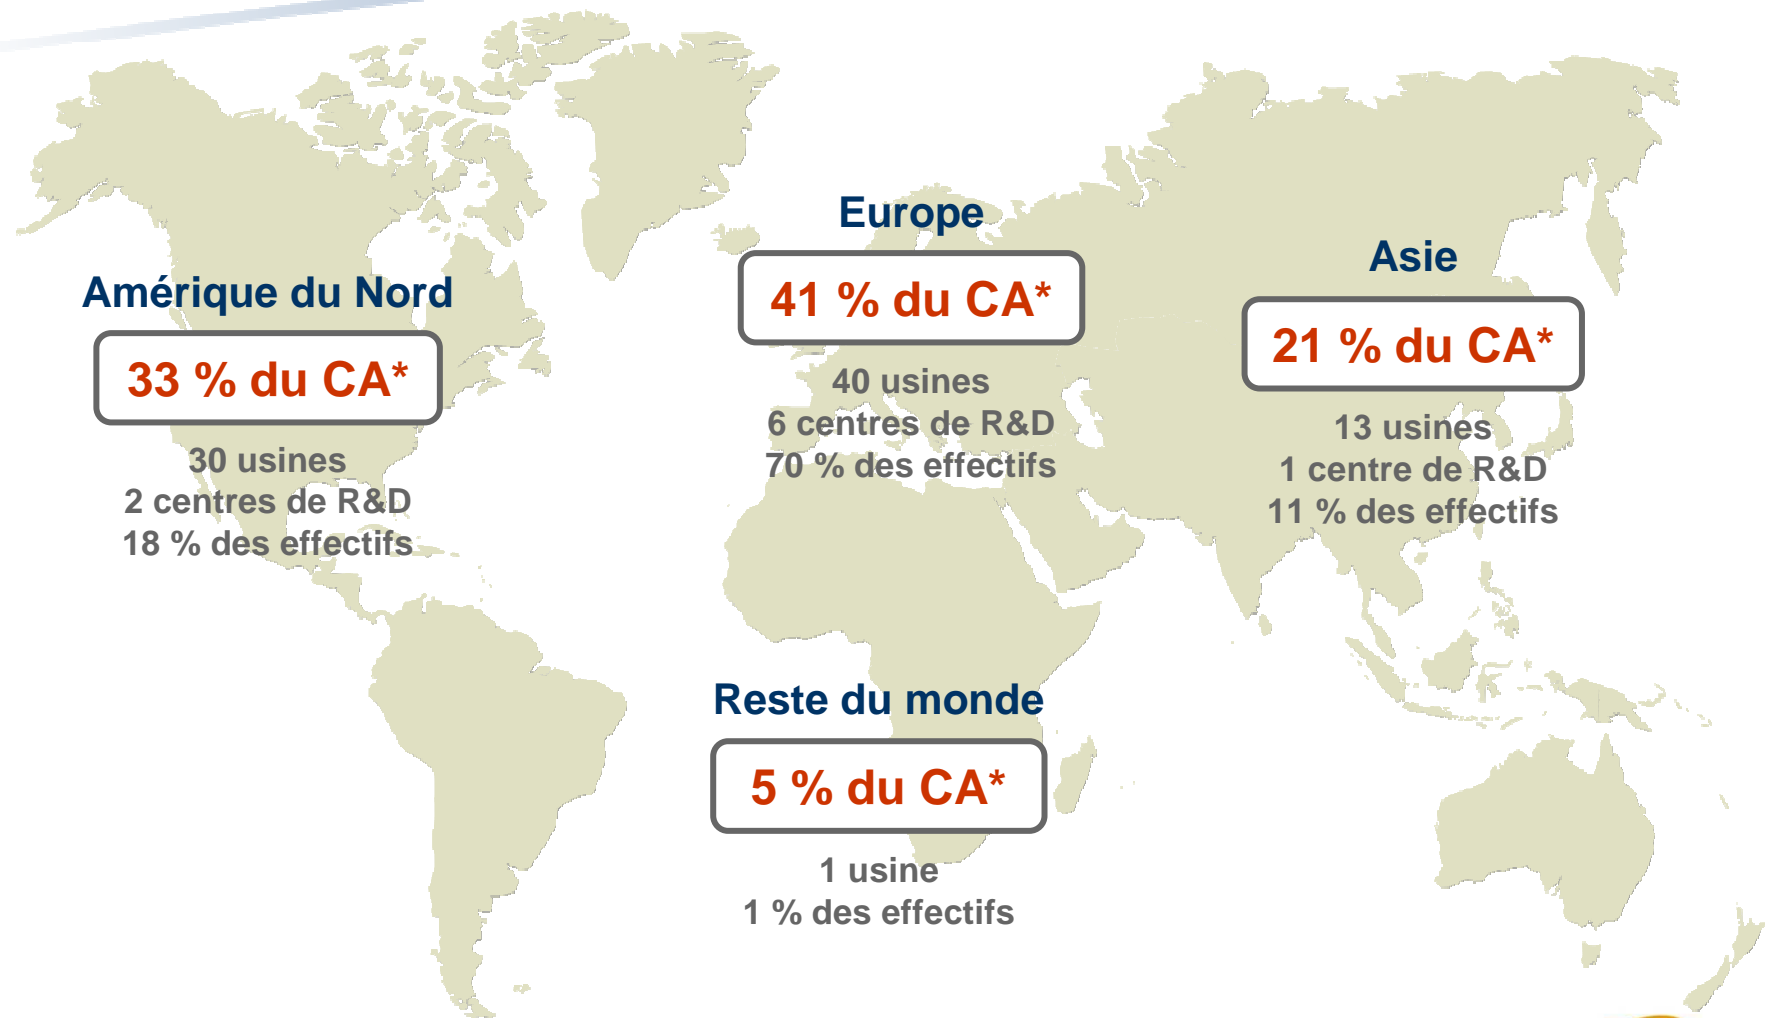 Amérique du Nord
33 % du CA*
30 usines
2 centres de R&D
18 % des effectifs
Europe
41 % du CA*
40 usines
6 centres de R&D
70 % des effectifs
Asie
21 % du CA*
13 usines
1 centre de R&D
11 % des effectifs
Reste du monde
5 % du CA*
1 usine
1 % des effectifs